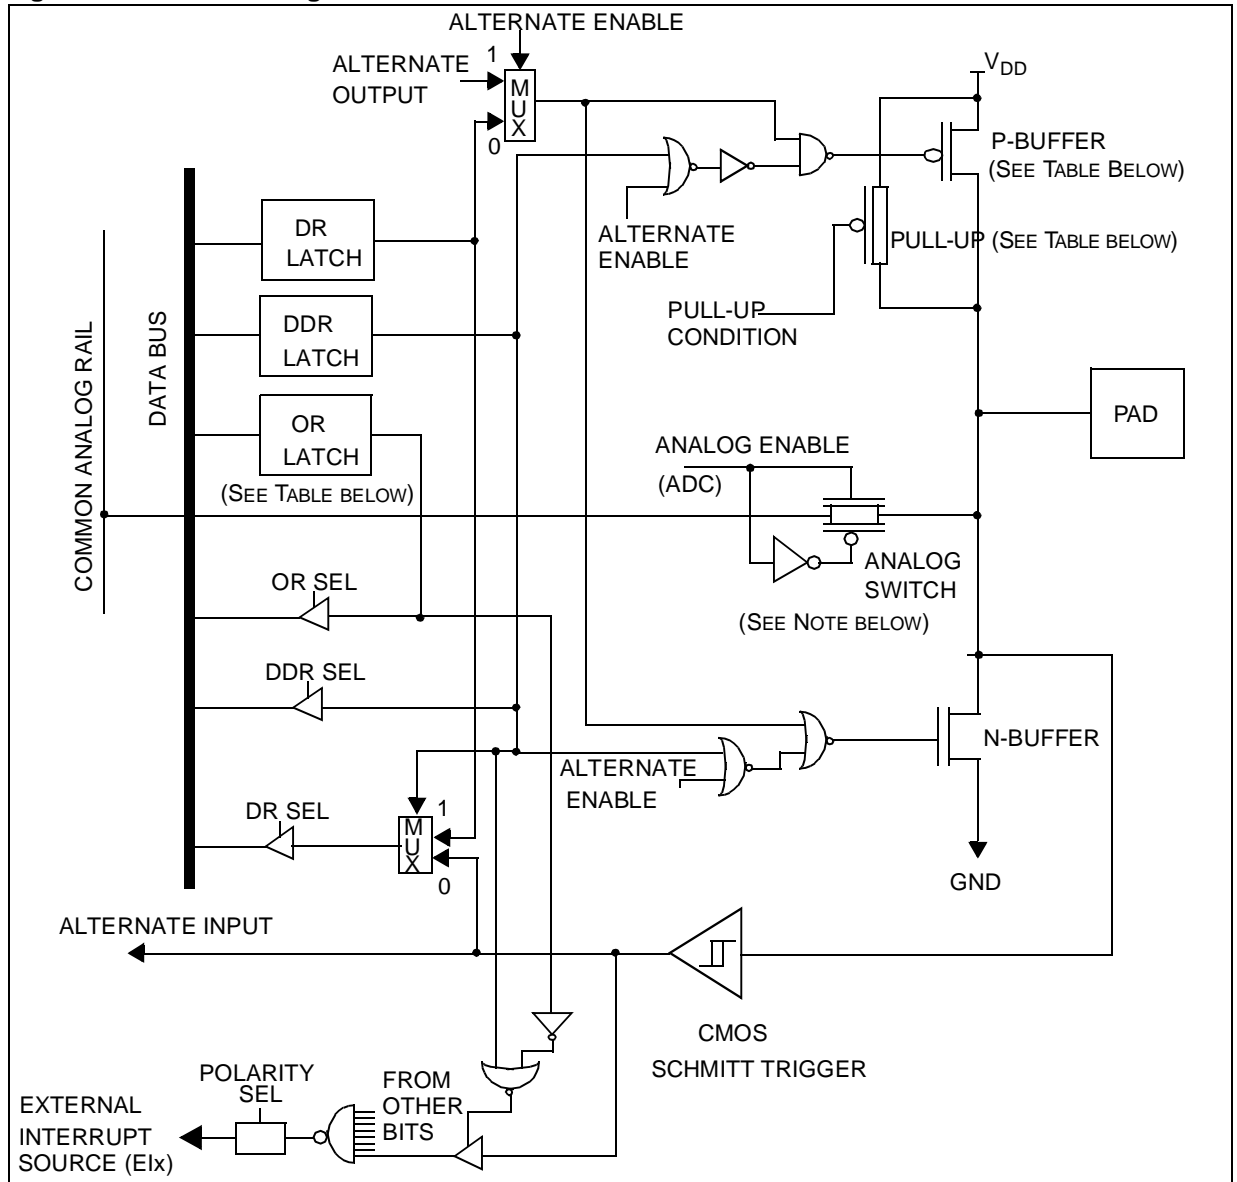 ALTERNATE ENABLE
1
ALTERNATE
OUTPUT
MUX
0
VDD
P-BUFFER
(SEE TABLE BELOW)
ALTERNATE
ENABLE
PULL-UP (SEE TABLE BELOW)
PULL-UP
CONDITION
DR
LATCH
DDR
LATCH
OR
LATCH
(SEE TABLE BELOW)
COMMON ANALOG RAIL
DATA BUS
PAD
ANALOG ENABLE
(ADC)
ANALOG
SWITCH
(SEE NOTE BELOW)
OR SEL
DDR SEL
N-BUFFER
ALTERNATE
ENABLE
DR SEL
1
MUX
0
GND
ALTERNATE INPUT
CMOS
SCHMITT TRIGGER
POLARITY
SEL
FROM
OTHER
BITS
EXTERNAL
INTERRUPT
SOURCE (EIx)